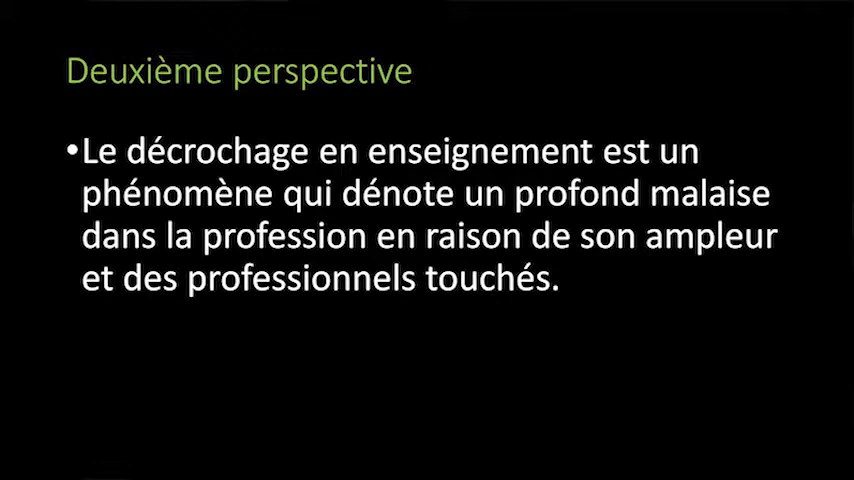 Deuxième perspective
•Le décrochage en enseignement est un
phénomène qui dénote un profond malaise
dans la profession en raison de son ampleur
et des professionnels touchés.